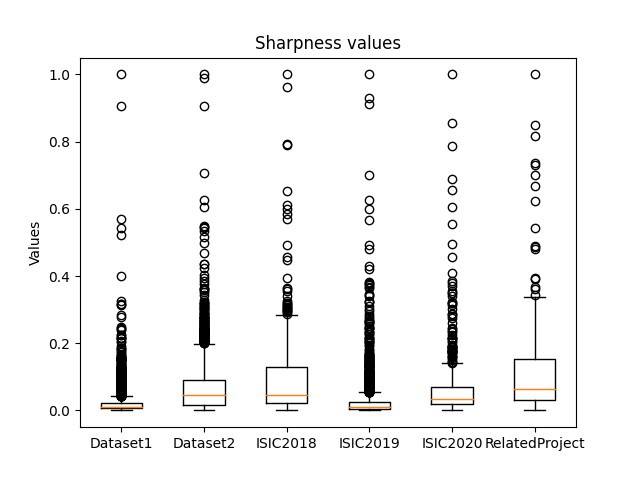 Sharpness values
1.0
0.8
0.6
0.4
0.2
0.0
Values
Dataset1 Dataset2 ISIC2018 ISIC2019 ISIC2020 RelatedProject